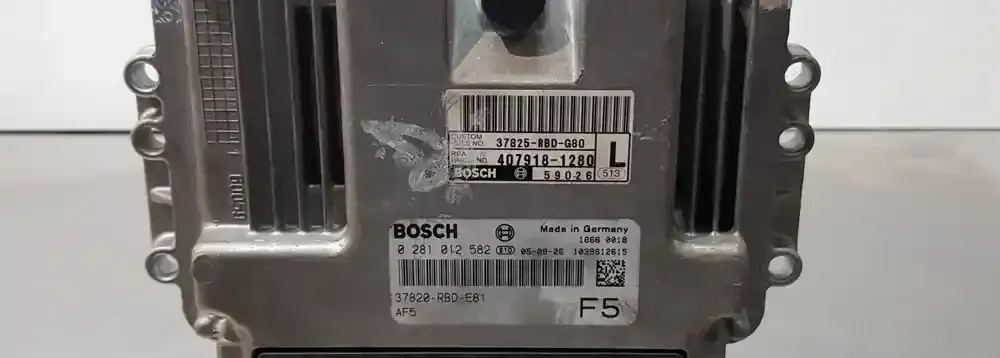 CUSTOM
37825-RBD-G80
407918-1280
L
BOSCH 59026 513
BOSCH Made in Germany
1066 0018
0 281 012 582 05-09-26 1039S12615
37820-RBD-E81
AF5
F5
65009